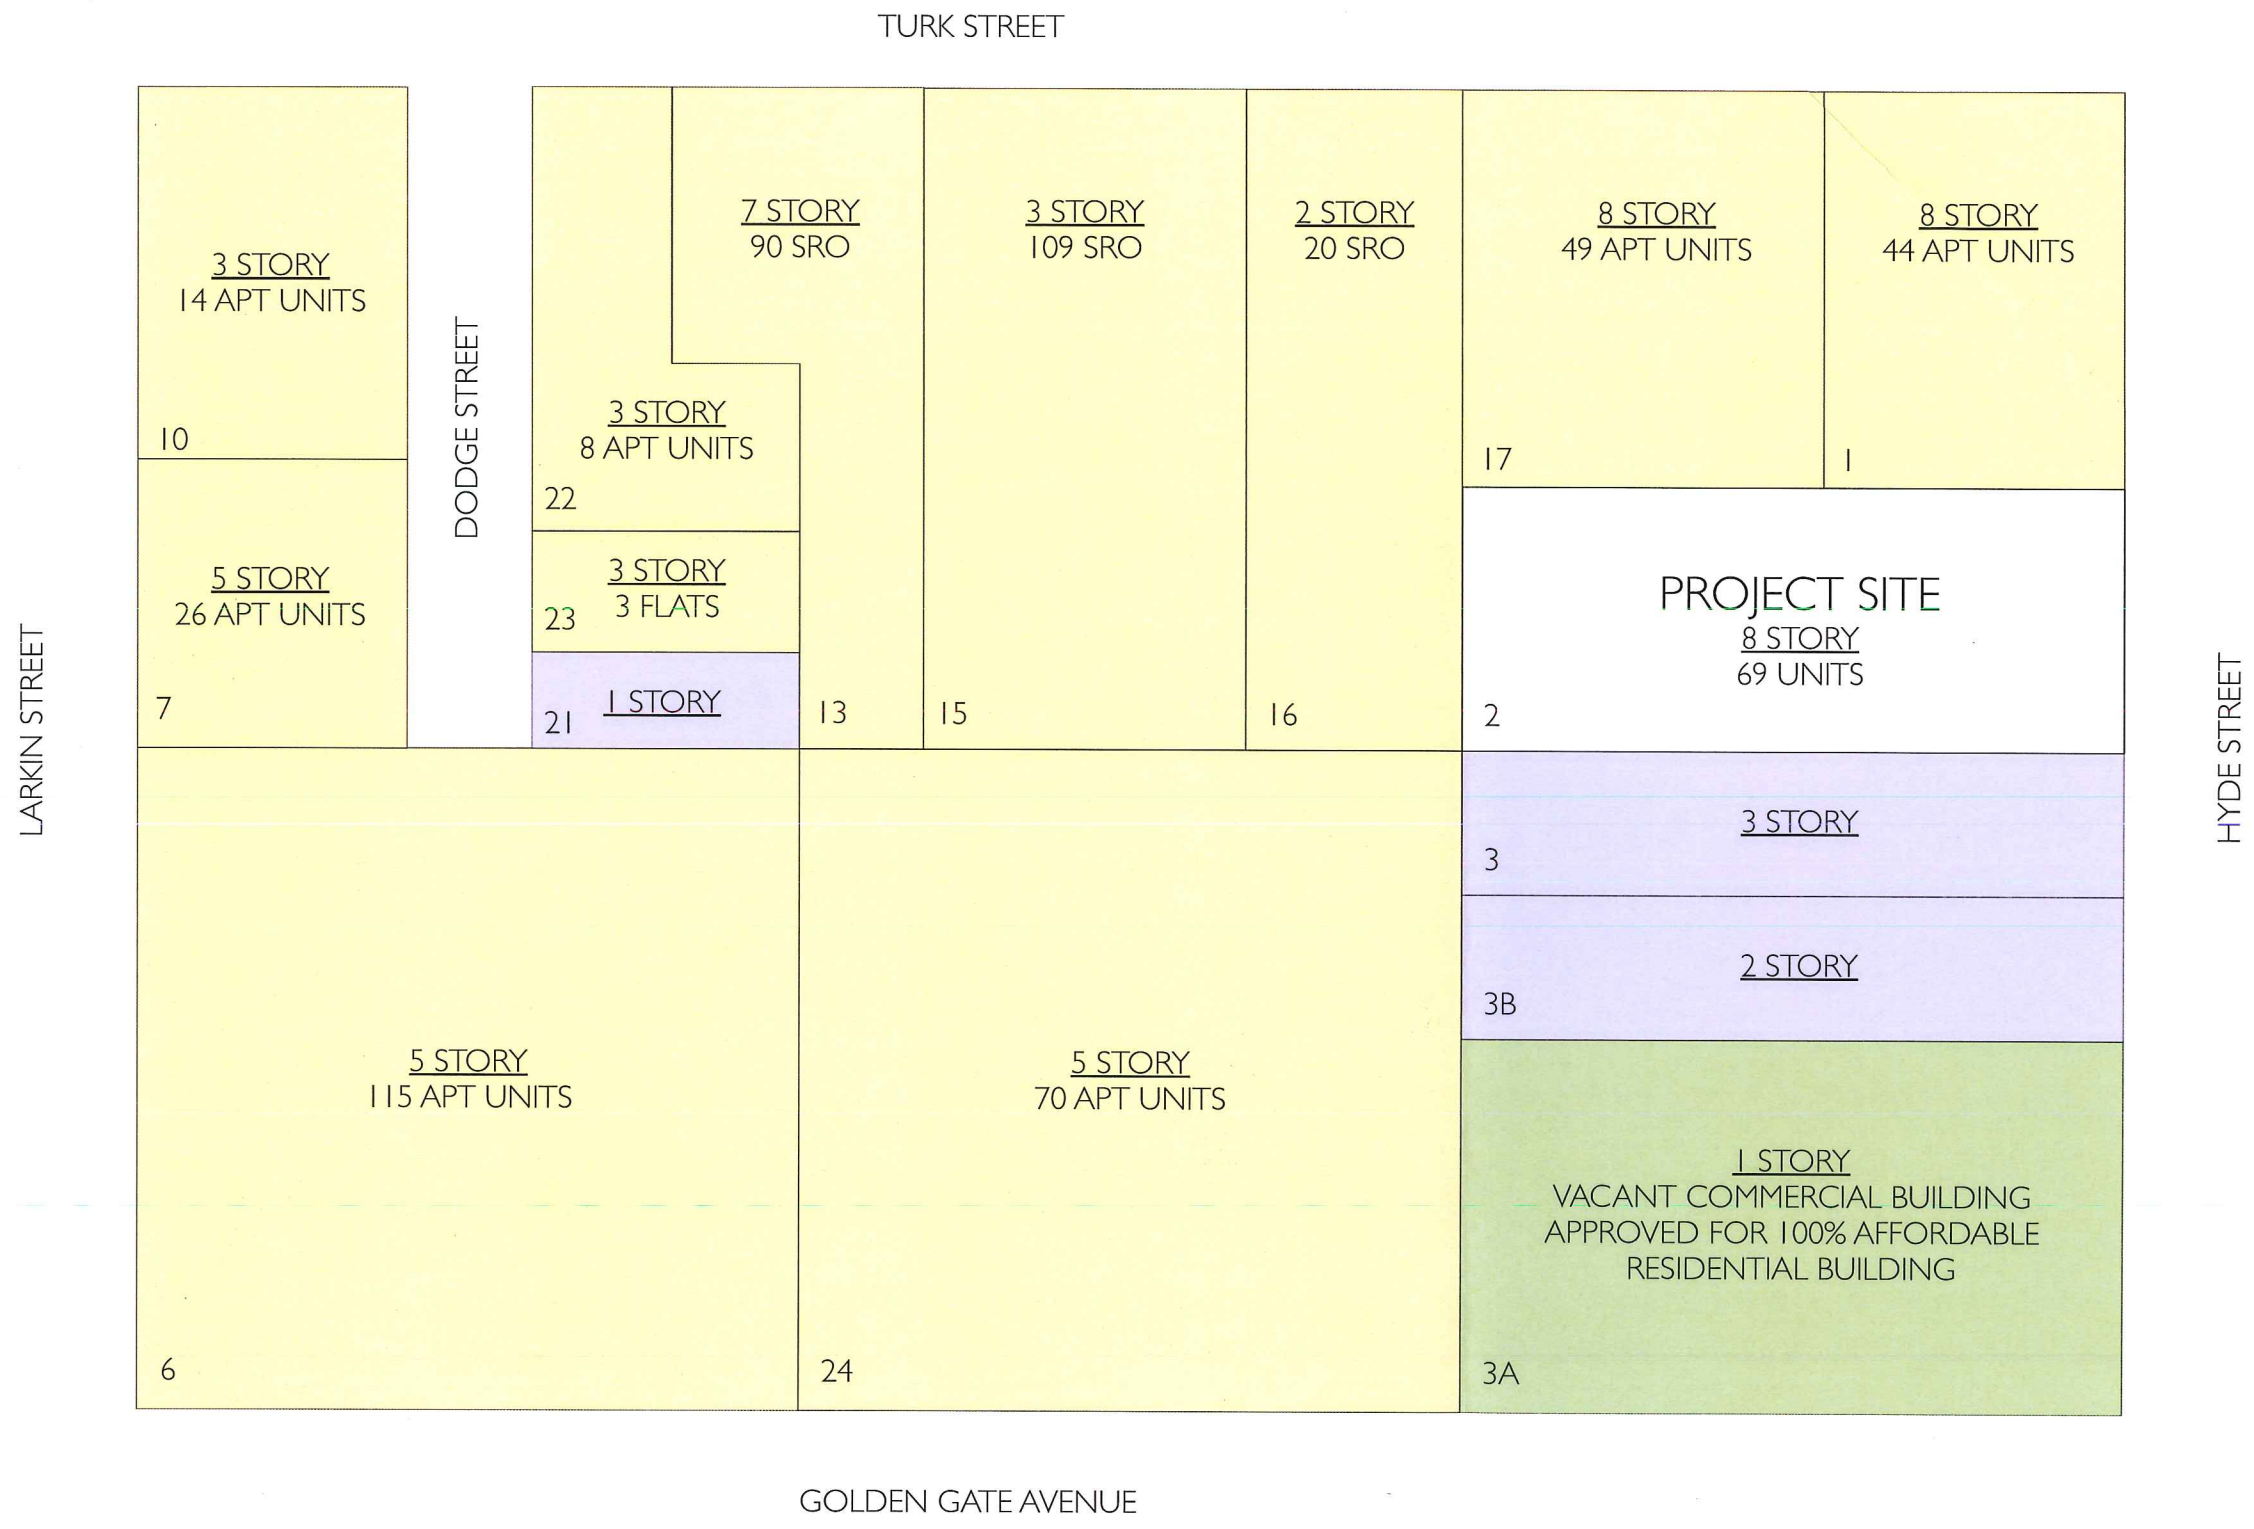 TURK STREET
3 STORY
14 APT UNITS
10
DODGE STREET
7 STORY
90 SRO
13
3 STORY
109 SRO
15
2 STORY
20 SRO
16
8 STORY
49 APT UNITS
17
8 STORY
44 APT UNITS
1
3 STORY
8 APT UNITS
22
3 STORY
3 FLATS
23
1 STORY
21
5 STORY
26 APT UNITS
7
PROJECT SITE
8 STORY
69 UNITS
2
LARKIN STREET
HYDE STREET
3 STORY
3
2 STORY
3B
5 STORY
115 APT UNITS
6
5 STORY
70 APT UNITS
24
1 STORY
VACANT COMMERCIAL BUILDING
APPROVED FOR 100% AFFORDABLE
RESIDENTIAL BUILDING
3A
GOLDEN GATE AVENUE